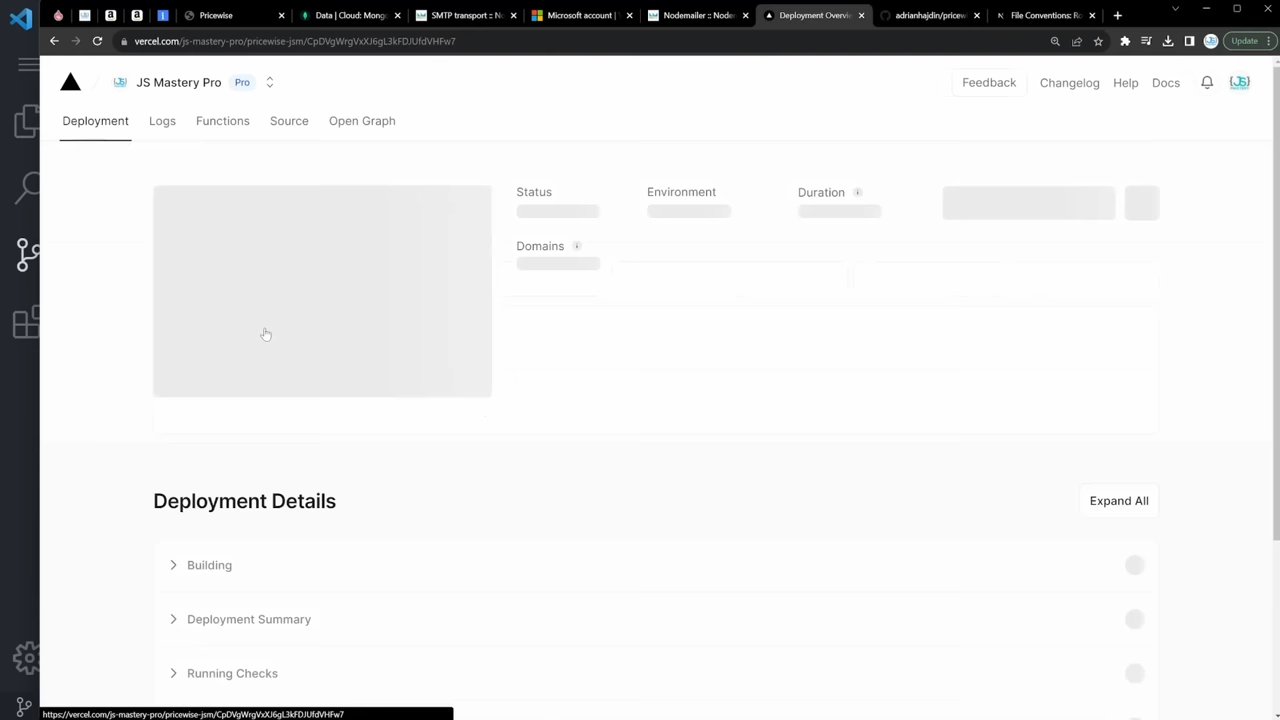 Pricewise
Data | Cloud: Mong
SMTP transport :: No
Microsoft account | Y
Nodemailer :: Node
Deployment Overvie
adrianhajdin/pricew
File Conventions: Ro
vercel.com/js-mastery-pro/pricewise-jsm/CpDVgWrgVxXJ6gL3kFDJUfdVHFw7
Update
JS Mastery Pro
Pro
Feedback
Changelog
Help
Docs
Deployment
Logs
Functions
Source
Open Graph
Status
Environment
Duration
Domains
Deployment Details
Expand All
Building
Deployment Summary
Running Checks
https://vercel.com/js-mastery-pro/pricewise-jsm/CpDVgWrgVxXJ6gL3kFDJUfdVHFw7